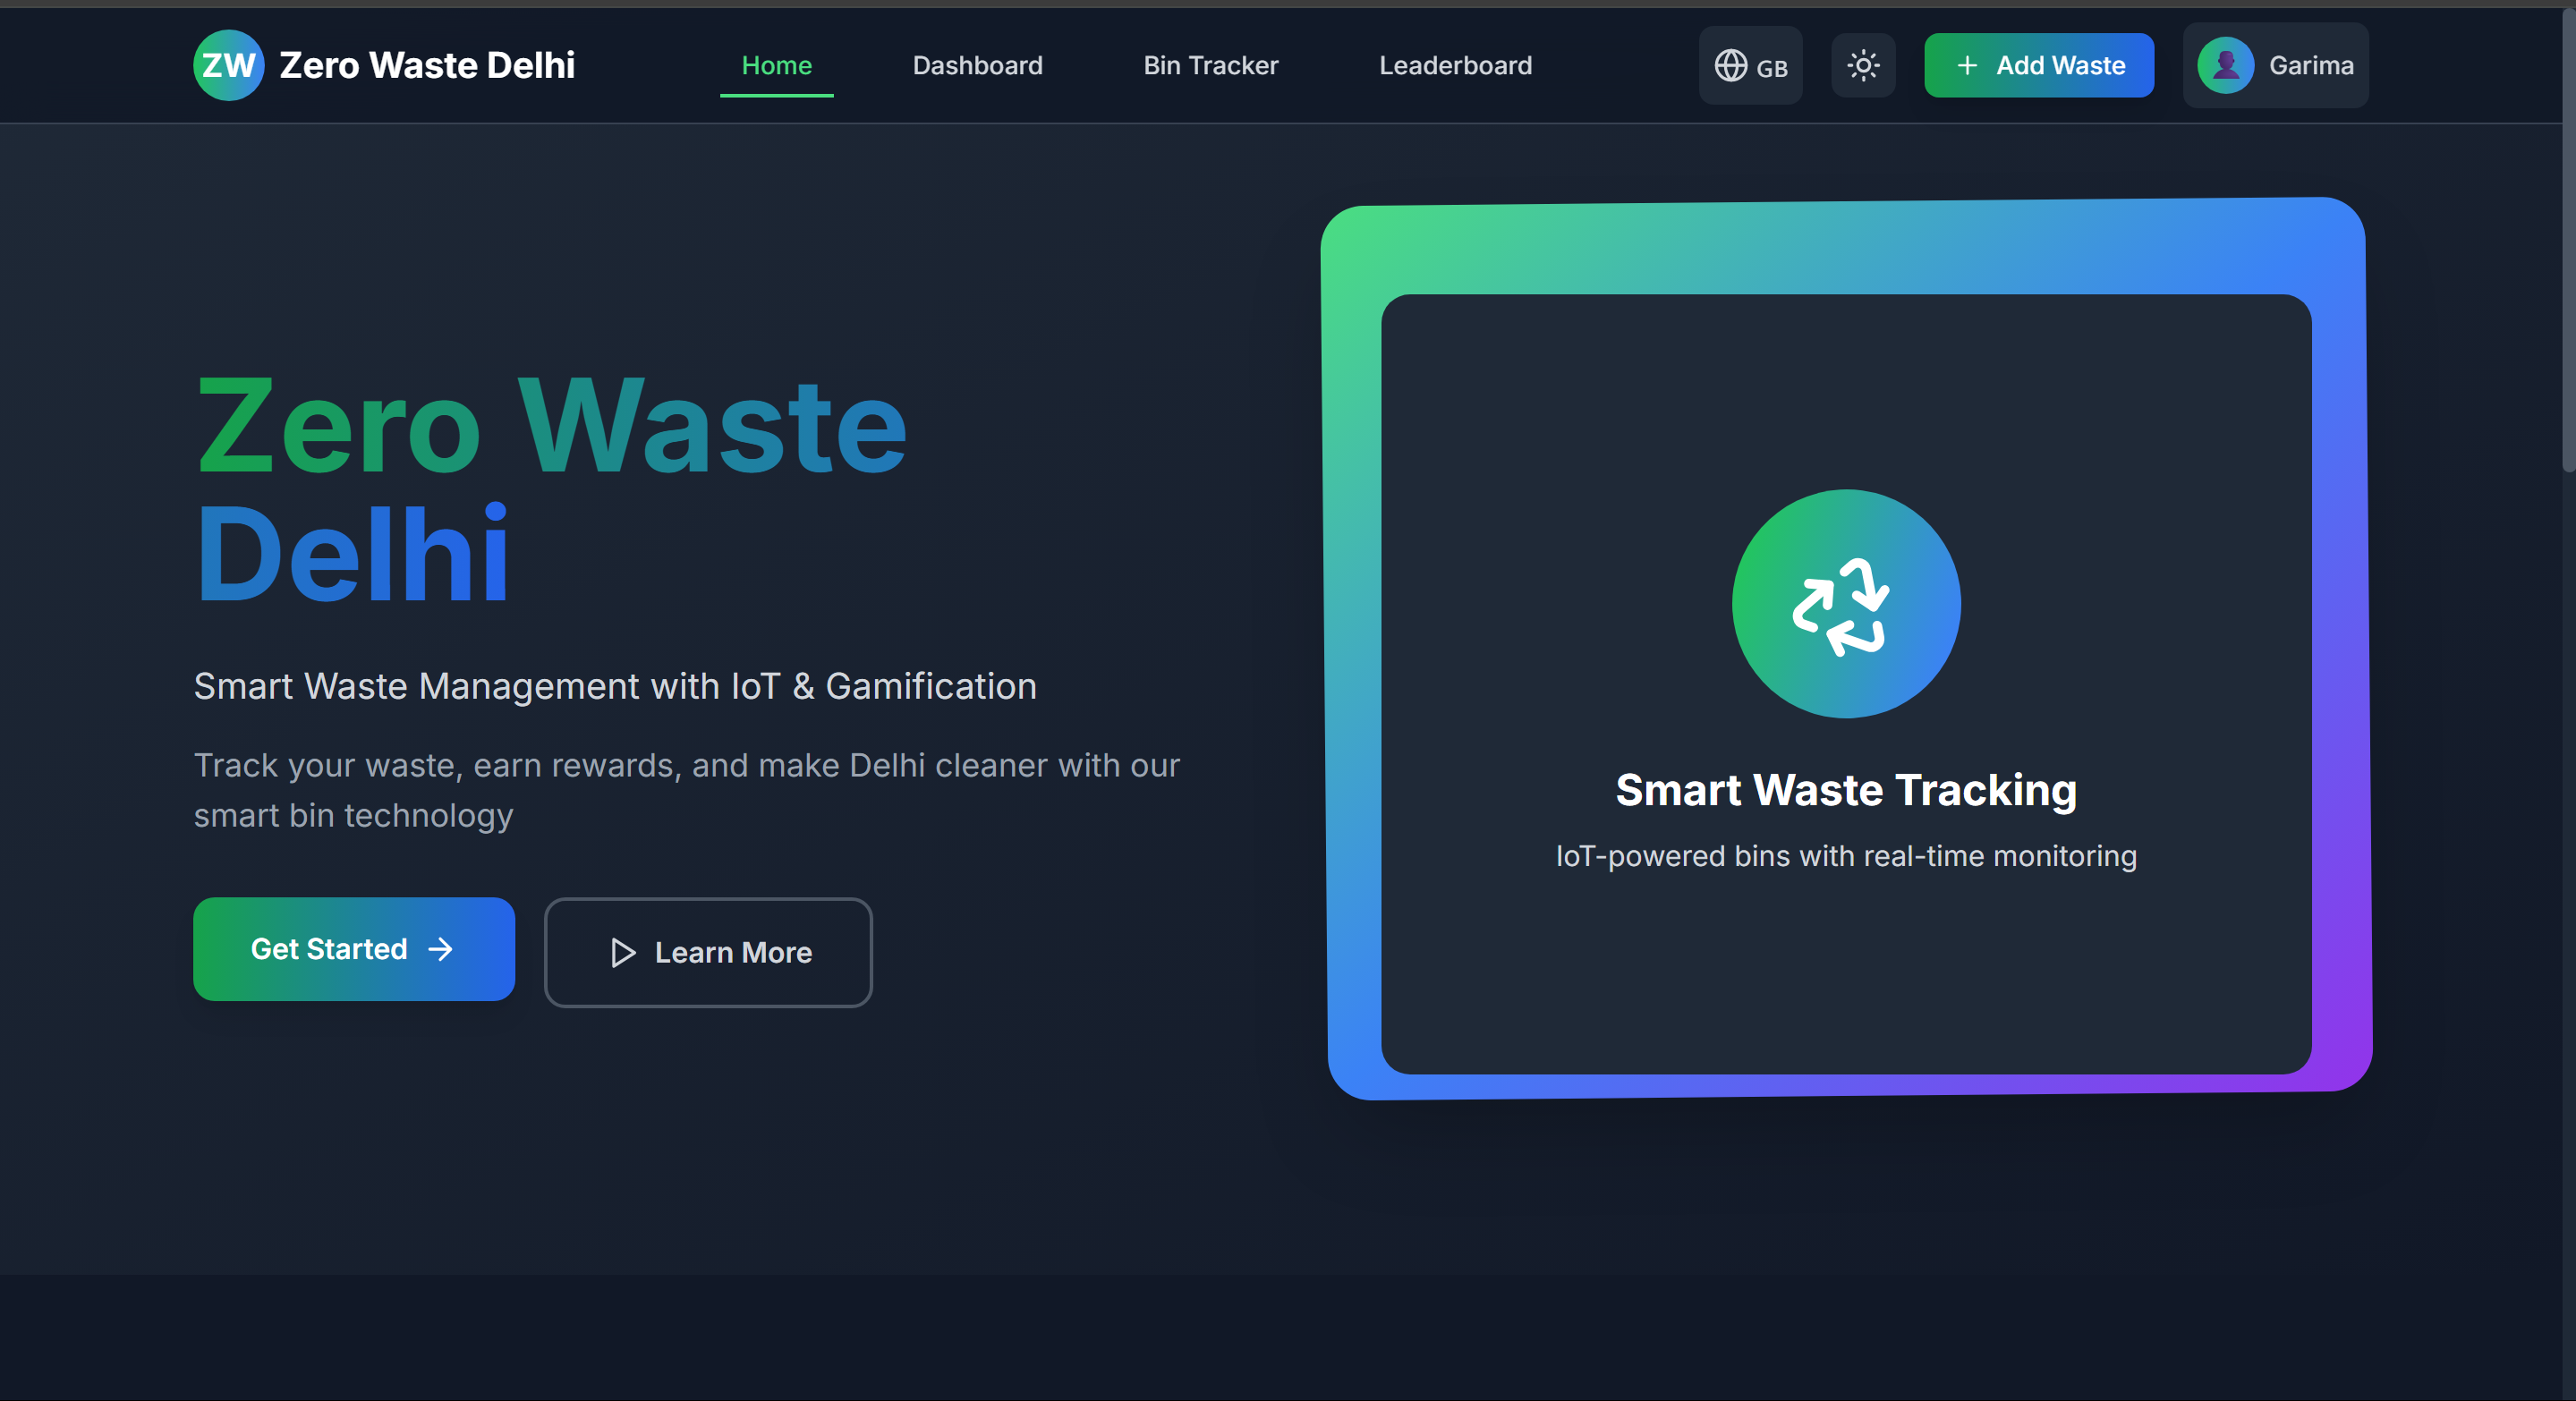 ZW Zero Waste Delhi
Home
Dashboard
Bin Tracker
Leaderboard
GB
Add Waste
Garima
Zero Waste
Delhi
Smart Waste Management with IoT & Gamification
Track your waste, earn rewards, and make Delhi cleaner with our
smart bin technology
Get Started
Learn More
Smart Waste Tracking
IoT-powered bins with real-time monitoring